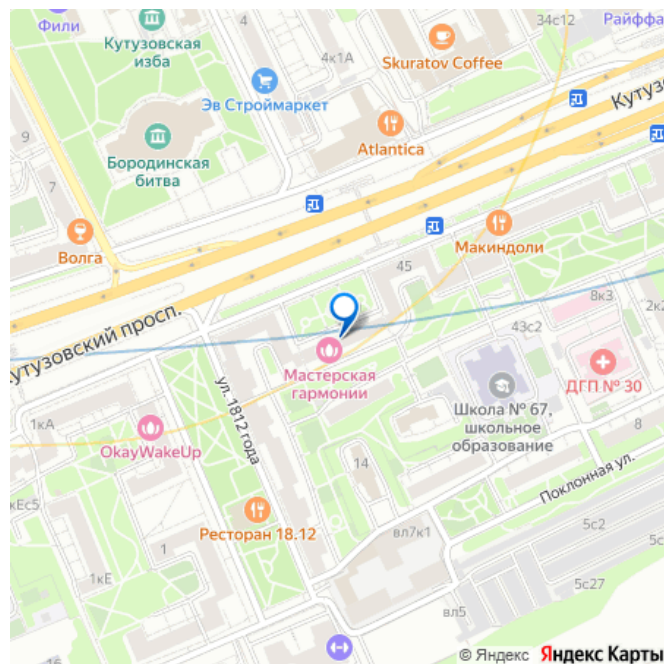 Фили
Кутузовская
изба
4
4к1А
34с12
Райффа
Skuratov Coffee
Эв Строймаркет
9
7
Бородинская
битва
Atlantica
Кутузо
Волга
Макиндоли
45
Кутузовский просп.
8к3
2к2
43с2
Мастерская
гармонии
ДГП № 30
Школа № 67,
школьное
образование
ул. 1812 года
1кА
OkayWakeUp
8
14
Поклонная ул.
кЕс5
Ресторан 18.12
вл7к1
5с2
5с
1
1кЕ
5с27
вл5
16
© Яндекс Яндекс Карты